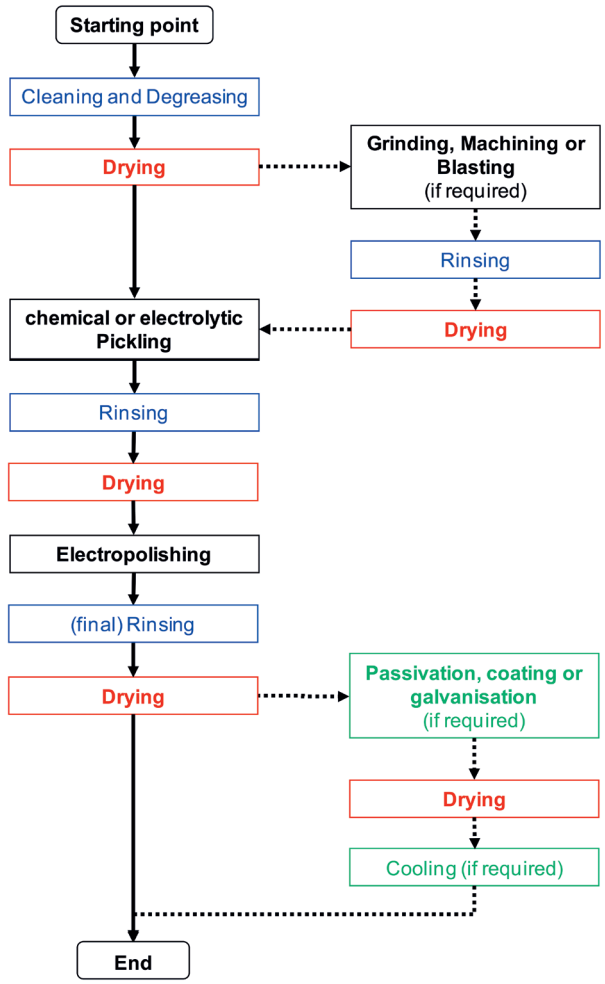 Starting point
Cleaning and Degreasing
Drying
Grinding, Machining or
Blasting
(if required)
Rinsing
Drying
chemical or electrolytic
Pickling
Rinsing
Drying
Electropolishing
(final) Rinsing
Drying
Passivation, coating or
galvanisation
(if required)
Drying
Cooling (if required)
End